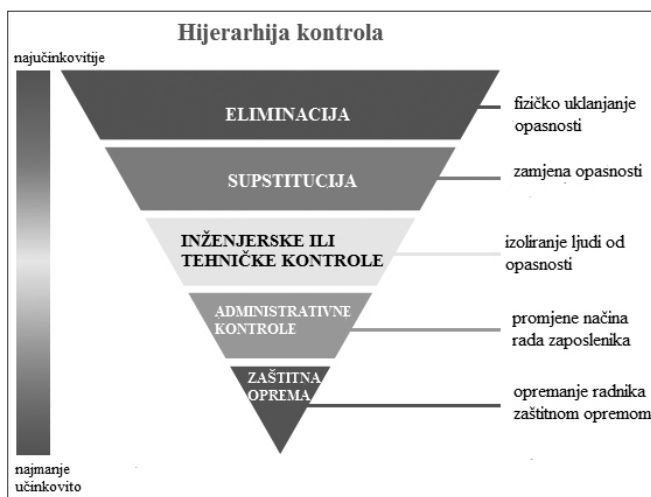 Hijerarhija kontrola
najučinkovitije
ELIMINACIJA
fizičko uklanjanje
opasnosti
SUPSTITUCIJA
zamjena opasnosti
INŽENJERSKE ILI
TEHNIČKE KONTROLE
izoliranje ljudi od
opasnosti
ADMINISTRATIVNE
KONTROLE
promjene načina
rada zaposlenika
ZAŠTITNA
OPREMA
opremanje radnika
zaštitnom opremom
najmanje
učinkovito